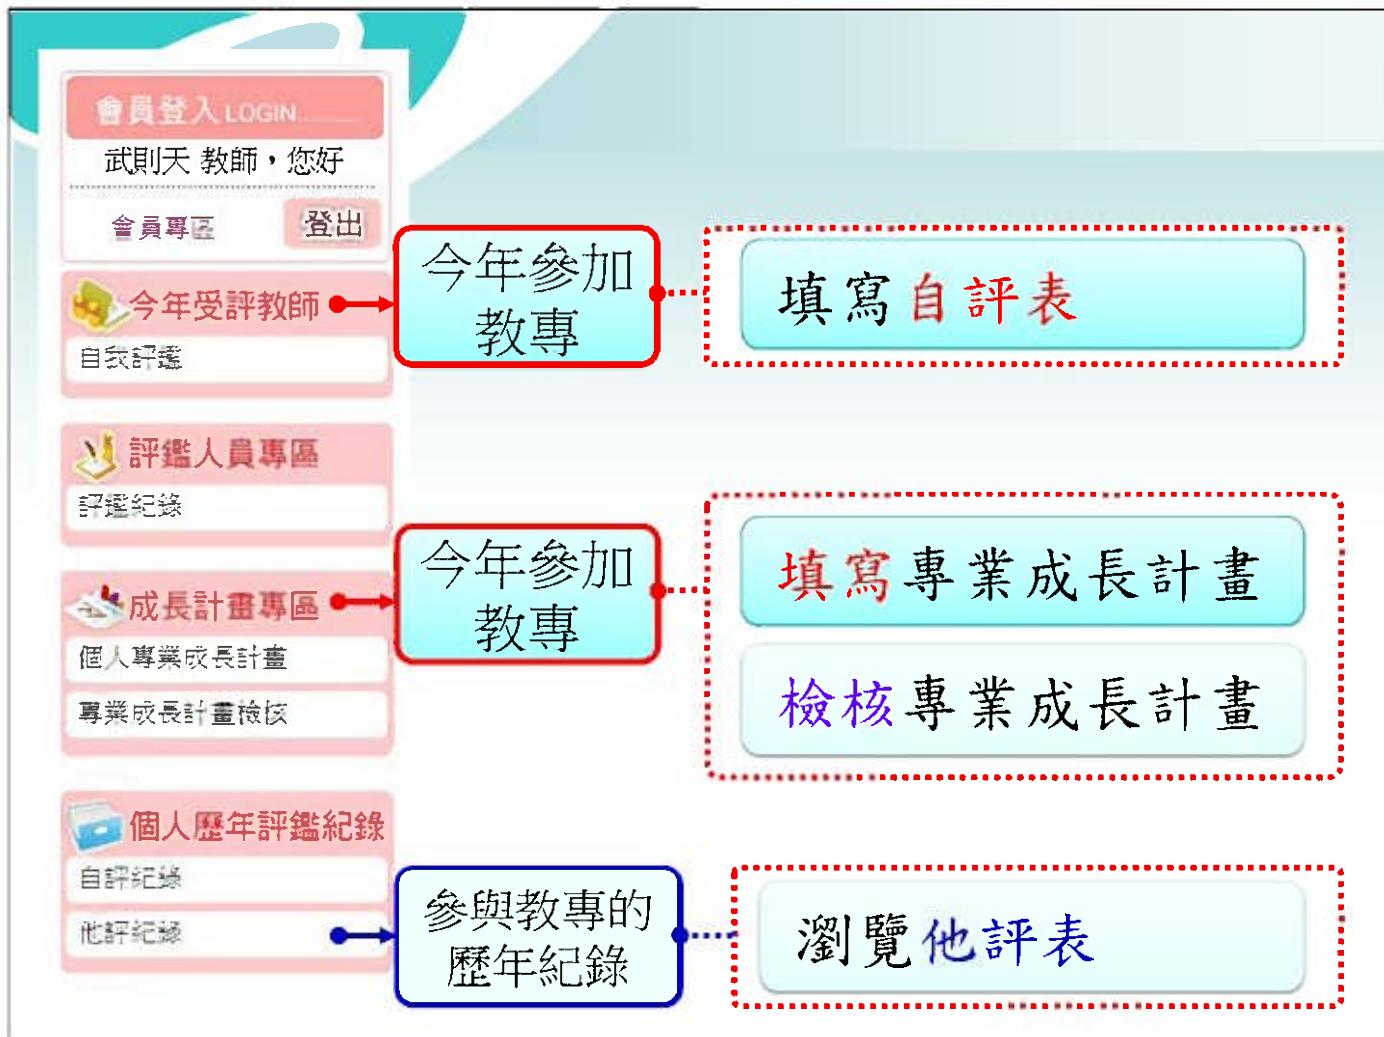 會員登入 LOGIN
武則天 教師，您好
會員專區
登出
今年受評教師
自我評鑑
評鑑人員專區
評鑑紀錄
成長計畫專區
個人專業成長計畫
專業成長計畫檢核
個人歷年評鑑紀錄
自評紀錄
他評紀錄
今年參加
教專
填寫自評表
今年參加
教專
填寫專業成長計畫
檢核專業成長計畫
參與教專的
歷年紀錄
瀏覽他評表